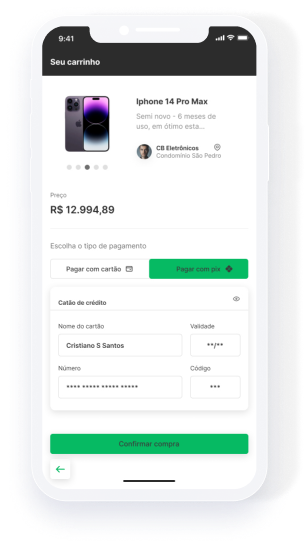 9:41
Seu carrinho
Iphone 14 Pro Max
Semi novo - 6 meses de
uso, em ótimo esta...
CB Eletrônicos
Condomínio São Pedro
Preço
R$ 12.994,89
Escolha o tipo de pagamento
Pagar com cartão
Pagar com pix
Catão de crédito
Nome do cartão
Validade
Cristiano S Santos
**/**
Número
Código
**** ***** ***** *****
***
Confirmar compra